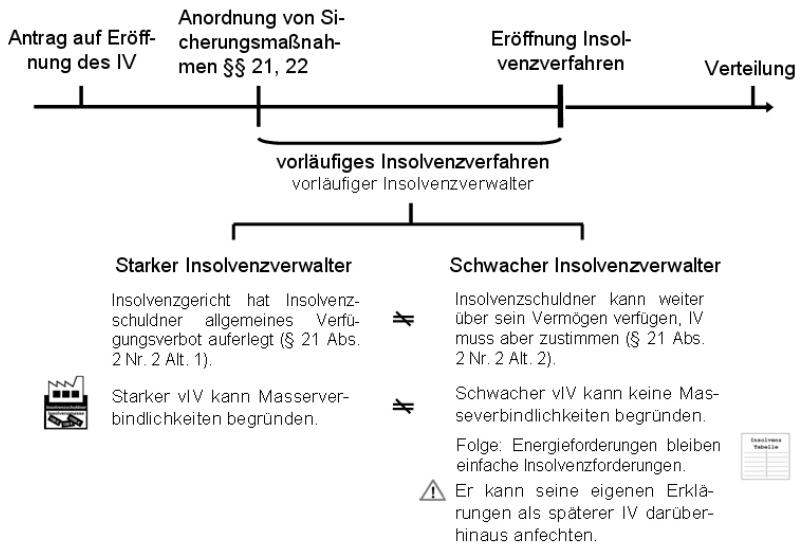 Antrag auf Eröff-
nung des IV
Anordnung von Si-
cherungsmaßnah-
men §§ 21, 22
Eröffnung Insol-
venzverfahren
Verteilung
vorläufiges Insolvenzverfahren
vorläufiger Insolvenzverwalter
Starker Insolvenzverwalter
Insolvenzgericht hat Insolvenz-
schuldner allgemeines Verfü-
gungsverbot auferlegt (§ 21 Abs.
2 Nr. 2 Alt. 1).
≠
Schwacher Insolvenzverwalter
Insolvenzschuldner kann weiter
über sein Vermögen verfügen, IV
muss aber zustimmen (§ 21 Abs.
2 Nr. 2 Alt. 2).
Insolvenzschuldner
Insolvenzmasse
Starker vIV kann Masserver-
bindlichkeiten begründen.
≠
Schwacher vIV kann keine Mas-
severbindlichkeiten begründen.
Folge: Energieforderungen bleiben
einfache Insolvenzforderungen.
Insolvenz
Tabelle
Er kann seine eigenen Erklä-
rungen als späterer IV darüber-
hinaus anfechten.